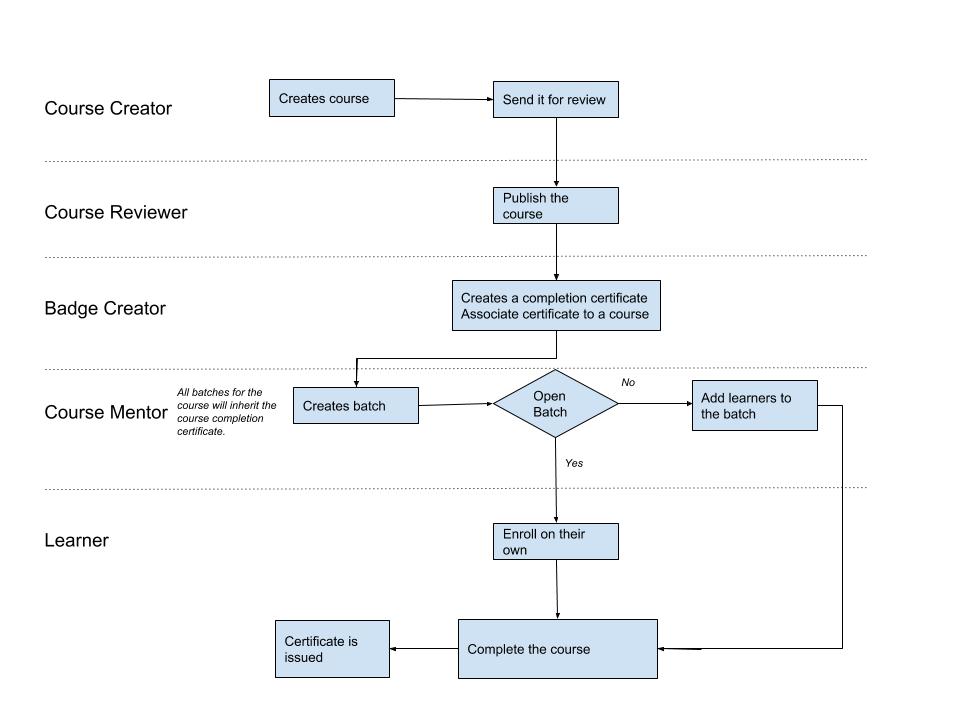 Course Creator
Creates course
Send it for review
Course Reviewer
Publish the
course
Badge Creator
Creates a completion certificate
Associate certificate to a course
Course Mentor
All batches for the
course will inherit the
course completion
certificate.
Creates batch
Open
Batch
No
Add learners to
the batch
Yes
Learner
Enroll on their
own
Certificate is
issued
Complete the course